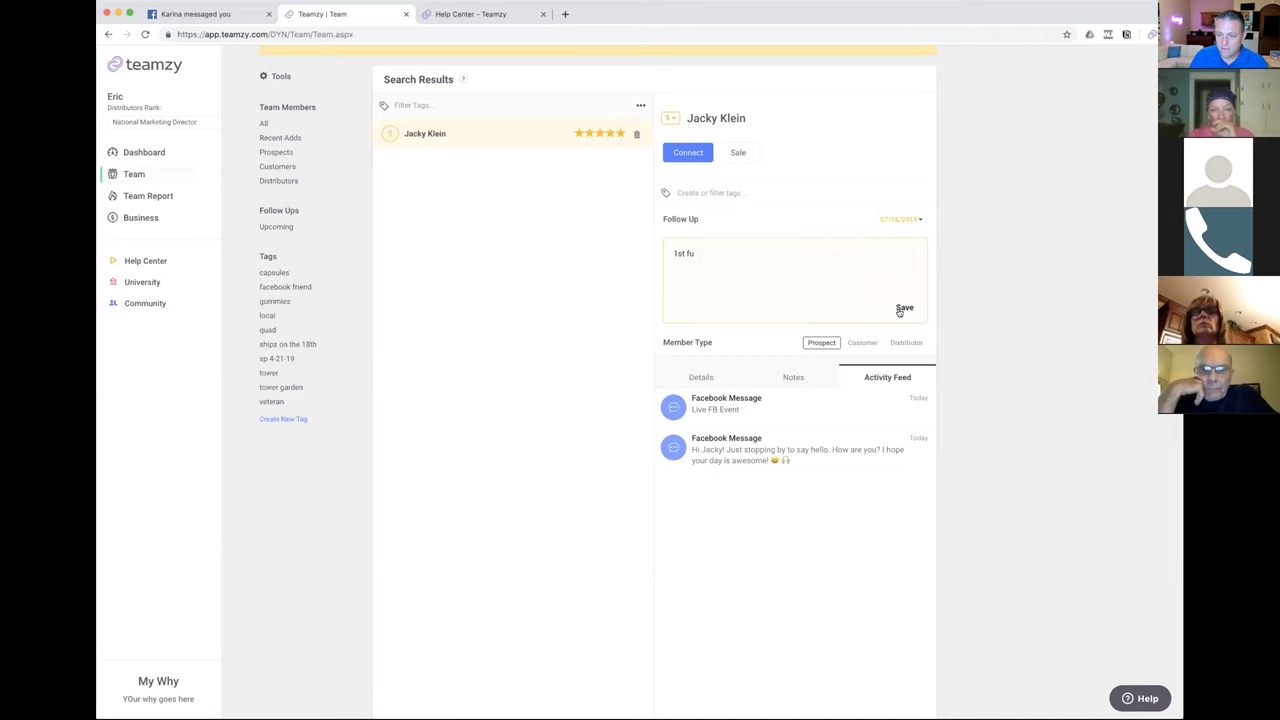 Karina messaged you
Teamzy | Team
Help Center - Teamzy
https://app.teamzy.com/DYN/Team/Team.aspx
teamzy
Eric
Distributors Rank:
National Marketing Director
Dashboard
Team
Team Report
Business
Help Center
University
Community
My Why
YOur why goes here
Tools
Team Members
All
Recent Adds
Prospects
Customers
Distributors
Follow Ups
Upcoming
Tags
capsules
facebook friend
gummies
local
quad
ships on the 18th
sp 4-21-19
tower
tower garden
veteran
Create New Tag
Search Results ?
Filter Tags...
5 Jacky Klein
5 Jacky Klein
Connect Sale
Create or filter tags ...
Follow Up 07/16/2019
1st fu
Save
Member Type Prospect Customer Distributor
Details Notes Activity Feed
Facebook Message Today
Live FB Event
Facebook Message Today
Hi Jacky! Just stopping by to say hello. How are you? I hope
your day is awesome! 😄 🙌🏻
? Help